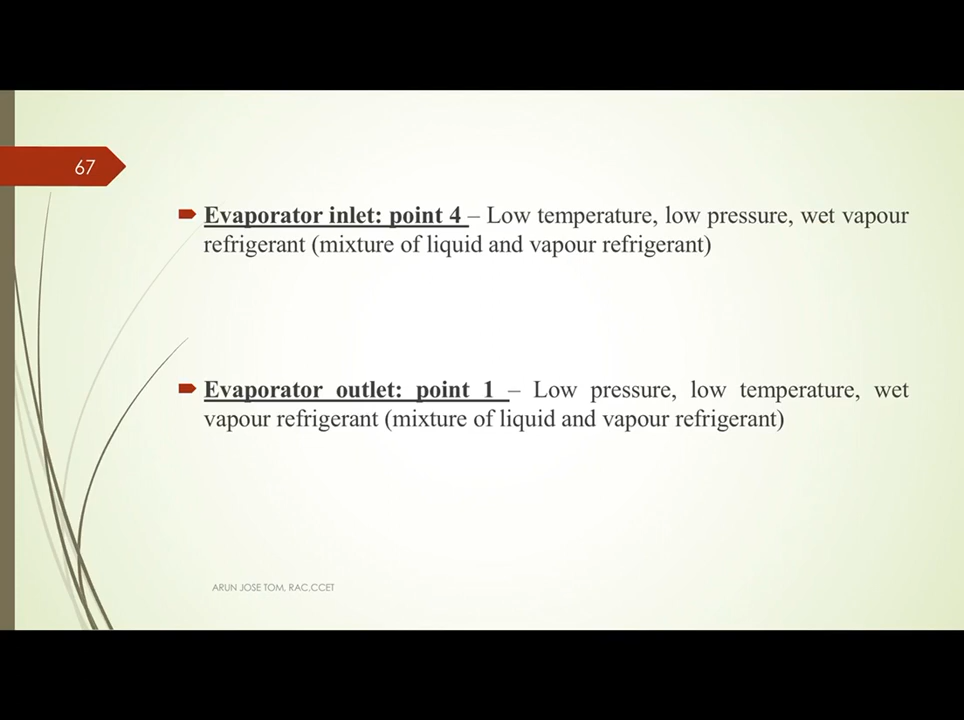 67
Evaporator inlet: point 4 – Low temperature, low pressure, wet vapour
refrigerant (mixture of liquid and vapour refrigerant)
Evaporator outlet: point 1 – Low pressure, low temperature, wet
vapour refrigerant (mixture of liquid and vapour refrigerant)
ARUN JOSE TOM, RAC,CCET